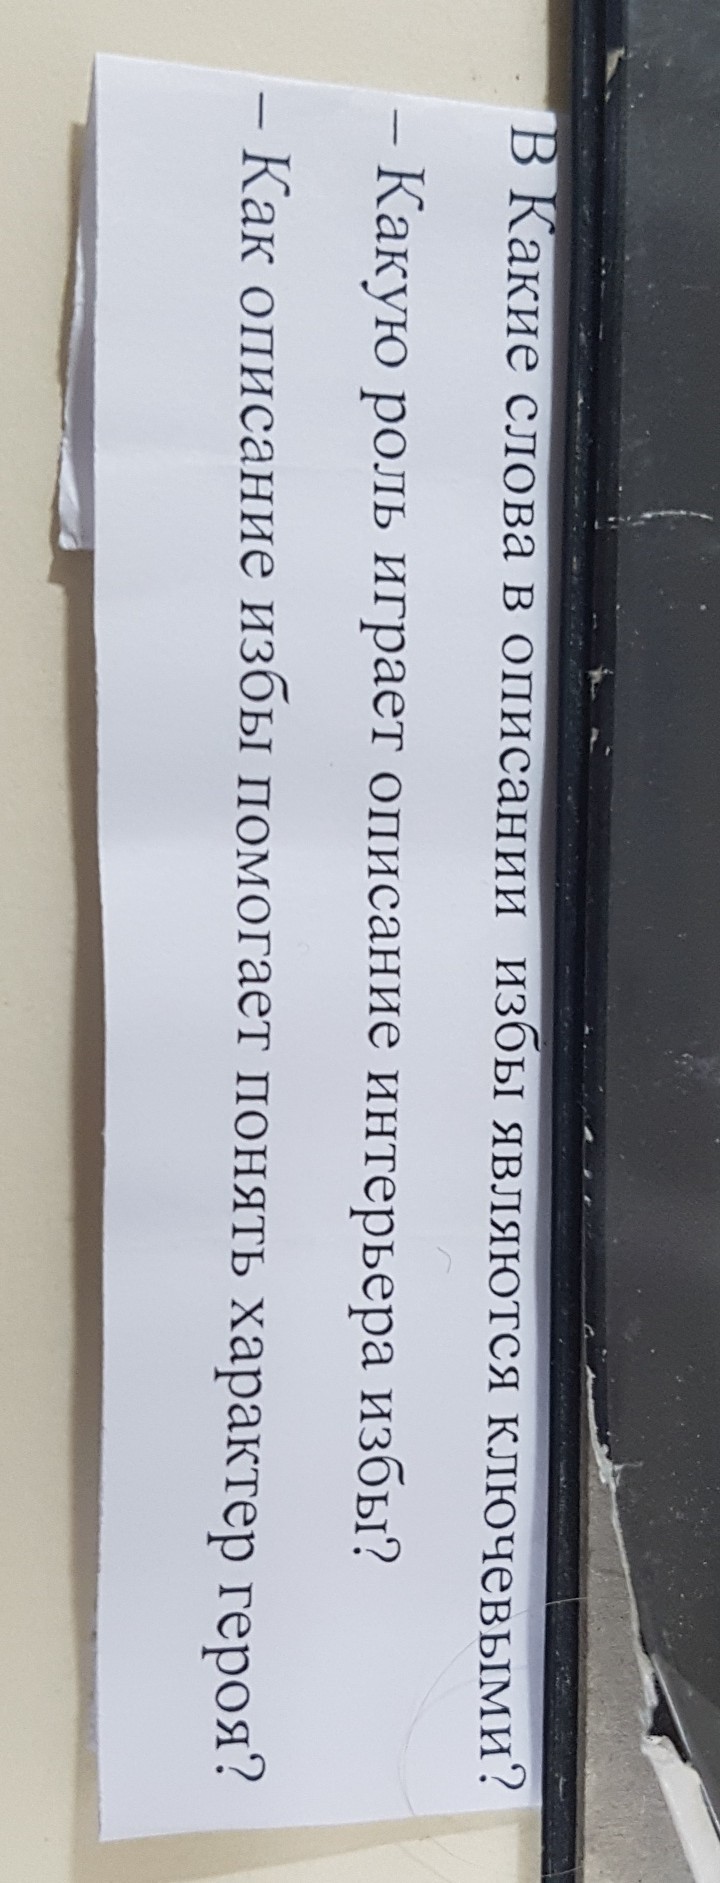 В Какие слова в описании избы являются ключевыми?
– Какую роль играет описание интерьера избы?
– Как описание избы помогает понять характер героя?